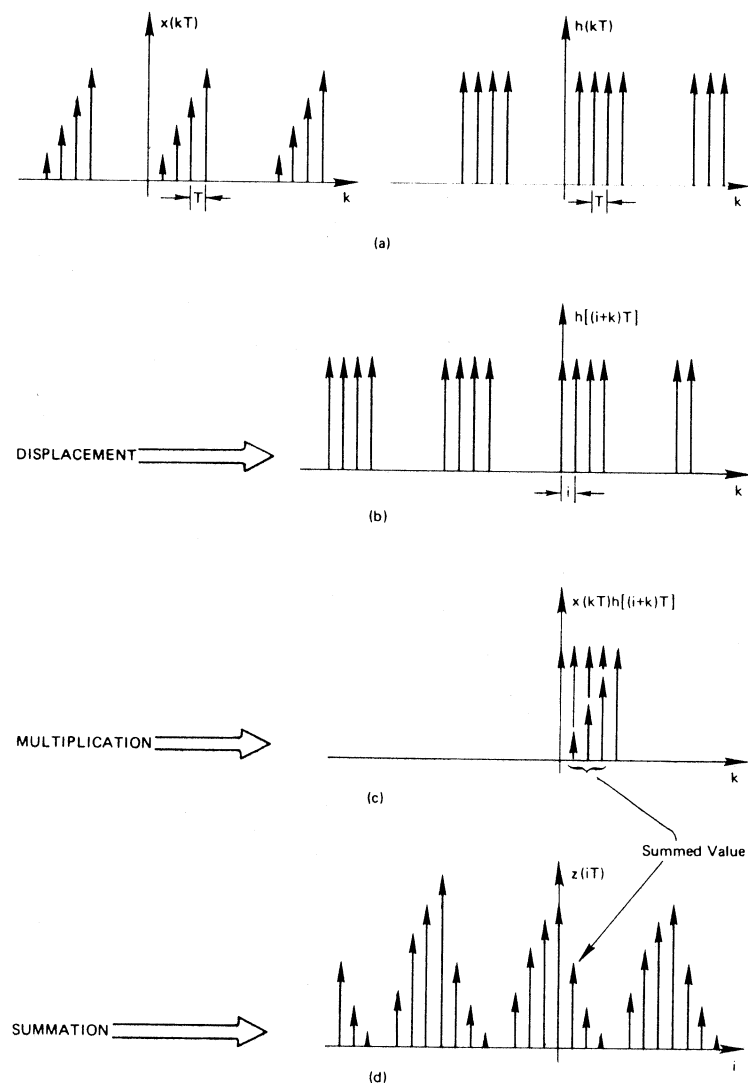 x(kT)
h(kT)
T
k
T
k
(a)
h[(i+k)T]
DISPLACEMENT
i
k
(b)
x(kT)h[(i+k)T]
MULTIPLICATION
k
(c)
Summed Value
z(iT)
SUMMATION
i
(d)